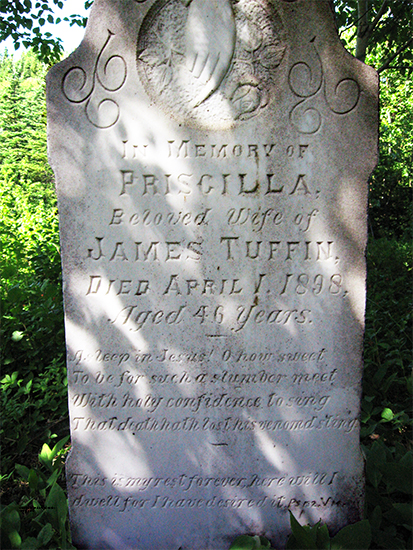 IN MEMORY OF
PRISCILLA.
Beloved Wife of
JAMES TUFFIN,
DIED APRIL 1. 1898,
Aged 46 Years.
Asleep in Jesus! O how sweet
To be for such a slumber meet
With holy confidence to sing
That death hath lost his venomd sting
This is my rest forever, here will I
dwell for I have desired it.